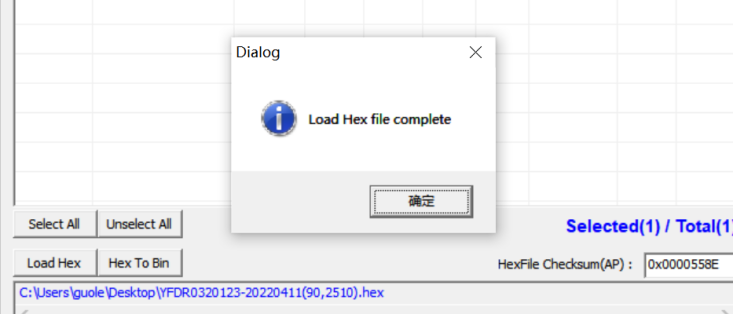 Dialog
Load Hex file complete
确定
Select All
Unselect All
Selected(1) / Total(1)
Load Hex
Hex To Bin
HexFile Checksum(AP) :
0x0000558E
C:\Users\guole\Desktop\YFDR0320123-20220411(90,2510).hex